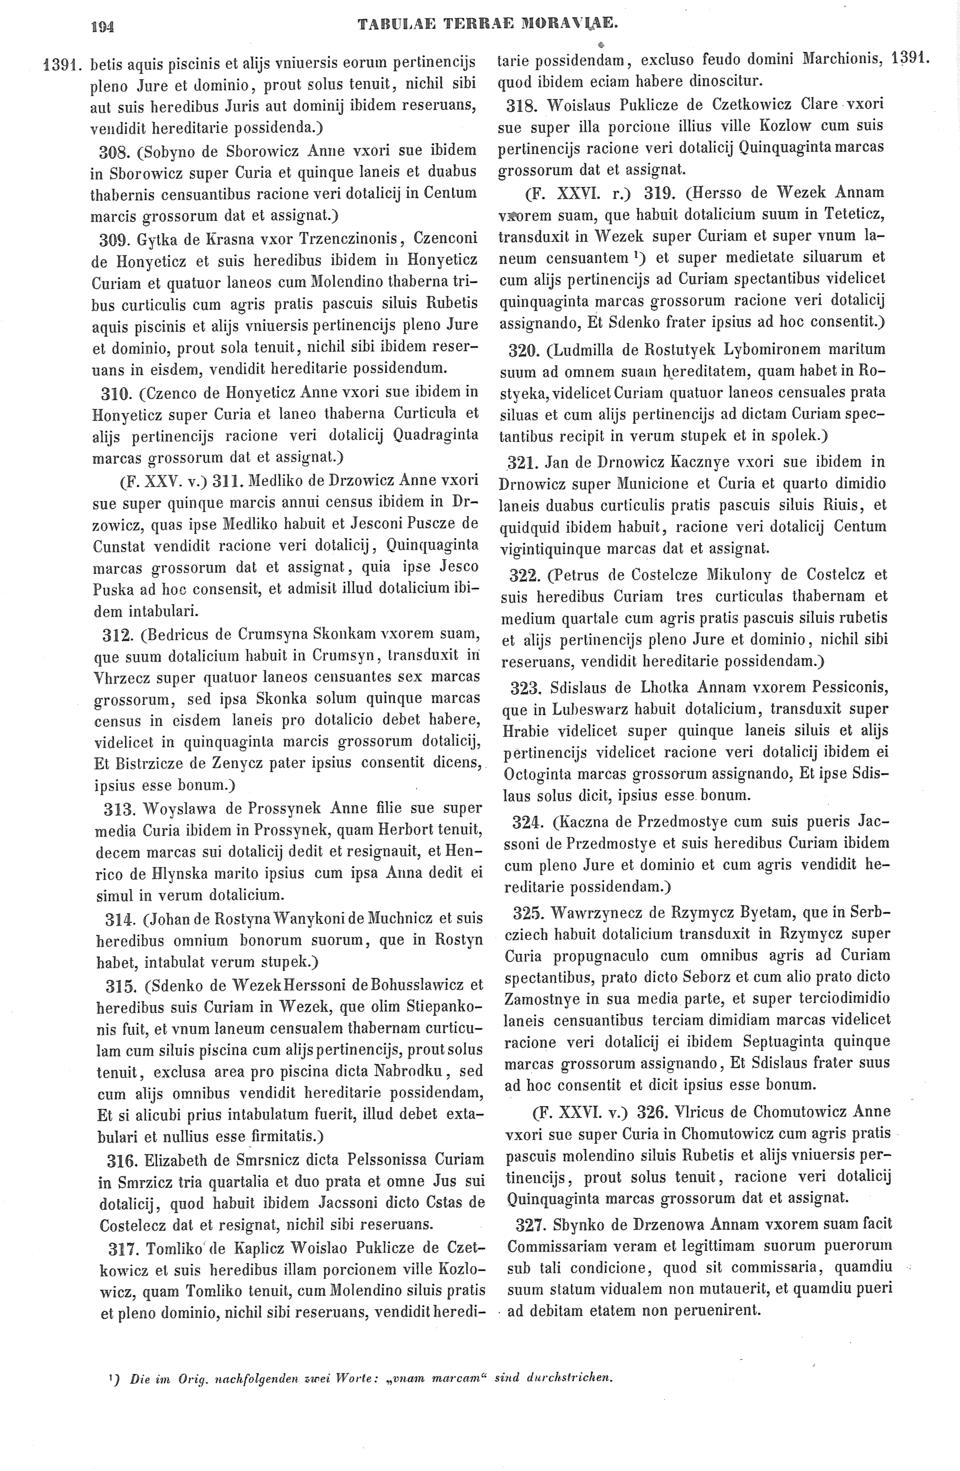 194
TABULAE TERRAE MORAVIAE.
1391. betis aquis piscinis et alijs vniuersis eorum pertinencijs
pleno Jure et dominio, prout solus tenuit, nichil sibi
aut suis heredibus Juris aut dominij ibidem reseruans,
vendidit hereditarie possidenda.)
308. (Sobyno de Sborowicz Anne vxori sue ibidem
in Sborowicz super Curia et quinque laneis et duabus
thabernis censuantibus racione veri dotalicij in Centum
marcis grossorum dat et assignat.)
309. Gytka de Krasna vxor Trzenczinonis, Czenconi
de Honyeticz et suis heredibus ibidem in Honyeticz
Curiam et quatuor laneos cum Molendino thaberna tri-
bus curticulis cum agris pratis pascuis siluis Rubetis
aquis piscinis et alijs vniuersis pertinencijs pleno Jure
et dominio, prout sola tenuit, nichil sibi ibidem reser-
uans in eisdem, vendidit hereditarie possidendum.
310. (Czenco de Honyeticz Anne vxori sue ibidem in
Honyeticz super Curia et laneo thaberna Curticula et
alijs pertinencijs racione veri dotalicij Quadraginta
marcas grossorum dat et assignat.)
(F. XXV. v.) 311. Medliko de Drzowicz Anne vxori
sue super quinque marcis annui census ibidem in Dr-
zowicz, quas ipse Medliko habuit et Jesconi Puscze de
Cunstat vendidit racione veri dotalicij, Quinquaginta
marcas grossorum dat et assignat, quia ipse Jesco
Puska ad hoc consensit, et admisit illud dotalicium ibi-
dem intabulari.
312. (Bedricus de Crumsyna Skonkam vxorem suam,
que suum dotalicium habuit in Crumsyn, transduxit in
Vhrzecz super quatuor laneos censuantes sex marcas
grossorum, sed ipsa Skonka solum quinque marcas
census in eisdem laneis pro dotalicio debet habere,
videlicet in quinquaginta marcis grossorum dotalicij,
Et Bistrzicze de Zenycz pater ipsius consentit dicens,
ipsius esse bonum.)
313. Woyslawa de Prossynek Anne filie sue super
media Curia ibidem in Prossynek, quam Herbort tenuit,
decem marcas sui dotalicij dedit et resignauit, et Hen-
rico de Hlynska marito ipsius cum ipsa Anna dedit ei
simul in verum dotalicium.
314. (Johan de Rostyna Wanykoni de Muchnicz et suis
heredibus omnium bonorum suorum, que in Rostyn
habet, intabulat verum stupek.)
315. (Sdenko de Wezek Herssoni de Bohusslawicz et
heredibus suis Curiam in Wezek, que olim Stiepanko-
nis fuit, et vnum laneum censualem thabernam curticu-
lam cum siluis piscina cum alijs pertinencijs, prout solus
tenuit, exclusa area pro piscina dicta Nabrodku, sed
cum alijs omnibus vendidit hereditarie possidendam,
Et si alicubi prius intabulatum fuerit, illud debet exta-
bulari et nullius esse firmitatis.)
316. Elizabeth de Smrsnicz dicta Pelssonissa Curiam
in Smrzicz tria quartalia et duo prata et omne Jus sui
dotalicij, quod habuit ibidem Jacssoni dicto Cstas de
Costelecz dat et resignat, nichil sibi reseruans.
317. Tomliko de Kaplicz Woislao Puklicze de Czet-
kowicz et suis heredibus illam porcionem ville Kozlo-
wicz, quam Tomliko tenuit, cum Molendino siluis pratis
et pleno dominio, nichil sibi reseruans, vendidit heredi-
tarie possidendam, excluso feudo domini Marchionis, 1391.
quod ibidem eciam habere dinoscitur.
318. Woislaus Puklicze de Czetkowicz Clare vxori
sue super illa porcione illius ville Kozlow cum suis
pertinencijs racione veri dotalicij Quinquaginta marcas
grossorum dat et assignat.
(F. XXVI. r.) 319. (Hersso de Wezek Annam
vxorem suam, que habuit dotalicium suum in Teteticz,
transduxit in Wezek super Curiam et super vnum la-
neum censuantem ¹) et super medietate siluarum et
cum alijs pertinencijs ad Curiam spectantibus videlicet
quinquaginta marcas grossorum racione veri dotalicij
assignando, Et Sdenko frater ipsius ad hoc consentit.)
320. (Ludmilla de Rostutyek Lybomironem maritum
suum ad omnem suam hereditatem, quam habet in Ro-
styeka, videlicet Curiam quatuor laneos censuales prata
siluas et cum alijs pertinencijs ad dictam Curiam spec-
tantibus recipit in verum stupek et in spolek.)
321. Jan de Drnowicz Kacznye vxori sue ibidem in
Drnowicz super Municione et Curia et quarto dimidio
laneis duabus curticulis pratis pascuis siluis Riuis, et
quidquid ibidem habuit, racione veri dotalicij Centum
vigintiquinque marcas dat et assignat.
322. (Petrus de Costelcze Mikulony de Costelcz et
suis heredibus Curiam tres curticulas thabernam et
medium quartale cum agris pratis pascuis siluis rubetis
et alijs pertinencijs pleno Jure et dominio, nichil sibi
reseruans, vendidit hereditarie possidendam.)
323. Sdislaus de Lhotka Annam vxorem Pessiconis,
que in Lubeswarz habuit dotalicium, transduxit super
Hrabie videlicet super quinque laneis siluis et alijs
pertinencijs videlicet racione veri dotalicij ibidem ei
Octoginta marcas grossorum assignando, Et ipse Sdis-
laus solus dicit, ipsius esse bonum.
324. (Kaczna de Przedmostye cum suis pueris Jac-
ssoni de Przedmostye et suis heredibus Curiam ibidem
cum pleno Jure et dominio et cum agris vendidit he-
reditarie possidendam.)
325. Wawrzynecz de Rzymycz Byetam, que in Serb-
cziech habuit dotalicium transduxit in Rzymycz super
Curia propugnaculo cum omnibus agris ad Curiam
spectantibus, prato dicto Seborz et cum alio prato dicto
Zamostnye in sua media parte, et super terciodimidio
laneis censuantibus terciam dimidiam marcas videlicet
racione veri dotalicij ei ibidem Septuaginta quinque
marcas grossorum assignando, Et Sdislaus frater suus
ad hoc consentit et dicit ipsius esse bonum.
(F. XXVI. v.) 326. Vlricus de Chomutowicz Anne
vxori sue super Curia in Chomutowicz cum agris pratis
pascuis molendino siluis Rubetis et alijs vniuersis per-
tinencijs, prout solus tenuit, racione veri dotalicij
Quinquaginta marcas grossorum dat et assignat.
327. Sbynko de Drzenowa Annam vxorem suam facit
Commissariam veram et legittimam suorum puerorum
sub tali condicione, quod sit commissaria, quamdiu
suum statum vidualem non mutauerit, et quamdiu pueri
ad debitam etatem non peruenirent.
¹) Die im Orig. nachfolgenden zwei Worte: „vnam marcam“ sind durchstrichen.